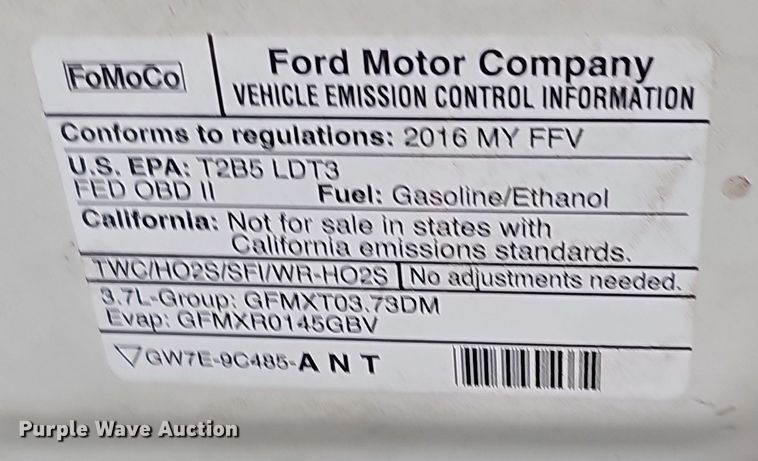 FoMoCo
Ford Motor Company
VEHICLE EMISSION CONTROL INFORMATION
Conforms to regulations: 2016 MY FFV
U.S. EPA: T2B5 LDT3
FED OBD II Fuel: Gasoline/Ethanol
California: Not for sale in states with
California emissions standards.
TWC/HO2S/SFI/WR-HO2S No adjustments needed.
3.7L-Group: GFMXT03.73DM
Evap: GFMXR0145GBV
GW7E-9C485-ANT
Purple Wave Auction